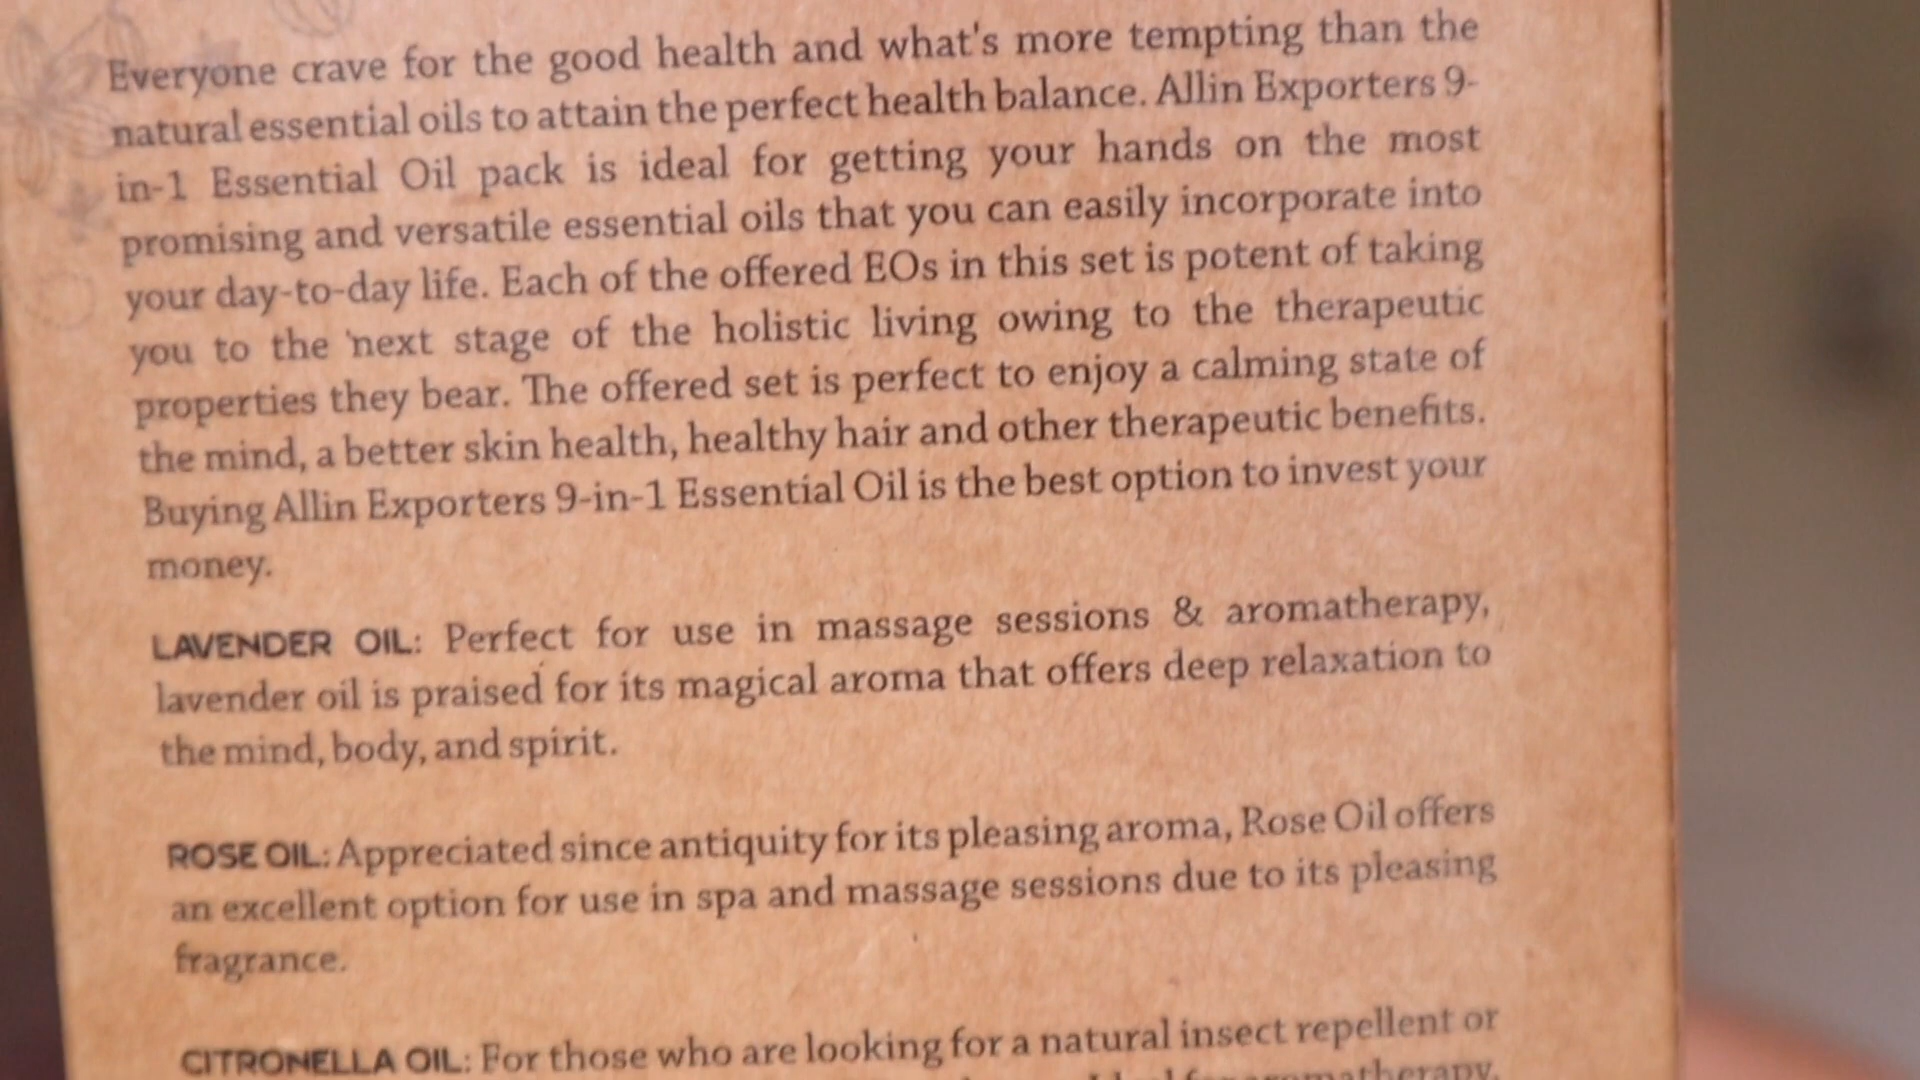 Everyone crave for the good health and what's more tempting than the
natural essential oils to attain the perfect health balance. Allin Exporters 9-
in-1 Essential Oil pack is ideal for getting your hands on the most
promising and versatile essential oils that you can easily incorporate into
your day-to-day life. Each of the offered EOs in this set is potent of taking
you to the next stage of the holistic living owing to the therapeutic
properties they bear. The offered set is perfect to enjoy a calming state of
the mind, a better skin health, healthy hair and other therapeutic benefits.
Buying Allin Exporters 9-in-1 Essential Oil is the best option to invest your
money.
LAVENDER OIL: Perfect for use in massage sessions & aromatherapy,
lavender oil is praised for its magical aroma that offers deep relaxation to
the mind, body, and spirit.
ROSE OIL: Appreciated since antiquity for its pleasing aroma, Rose Oil offers
an excellent option for use in spa and massage sessions due to its pleasing
fragrance.
CITRONELLA OIL: For those who are looking for a natural insect repellent or